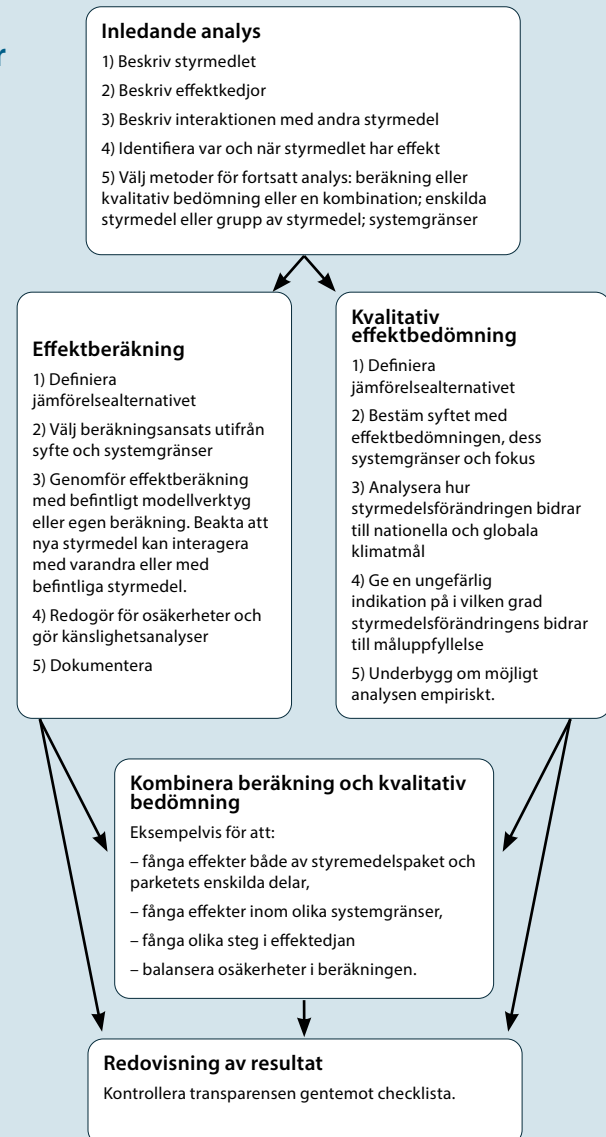 r
Inledande analys
1) Beskriv styrmedlet
2) Beskriv effektkedjor
3) Beskriv interaktionen med andra styrmedel
4) Identifiera var och när styrmedlet har effekt
5) Välj metoder för fortsatt analys: beräkning eller
kvalitativ bedömning eller en kombination; enskilda
styrmedel eller grupp av styrmedel; systemgränser
Effektberäkning
1) Definiera
jämförelsealternativet
2) Välj beräkningsansats utifrån
syfte och systemgränser
3) Genomför effektberäkning
med befintligt modellverktyg
eller egen beräkning. Beakta att
nya styrmedel kan interagera
med varandra eller med
befintliga styrmedel.
4) Redogör för osäkerheter och
gör känslighetsanalyser
5) Dokumentera
Kvalitativ
effektbedömning
1) Definiera
jämförelsealternativet
2) Bestäm syftet med
effektbedömningen, dess
systemgränser och fokus
3) Analysera hur
styrmedelsförändringen bidrar
till nationella och globala
klimatmål
4) Ge en ungefärlig
indikation på i vilken grad
styrmedelsförändringens bidrar
till måluppfyllelse
5) Underbygg om möjligt
analysen empiriskt.
Kombinera beräkning och kvalitativ
bedömning
Eksempelvis för att:
– fånga effekter både av styremedelspaket och
parketets enskilda delar,
– fånga effekter inom olika systemgränser,
– fånga olika steg i effektedjan
– balansera osäkerheter i beräkningen.
Redovisning av resultat
Kontrollera transparensen gentemot checklista.